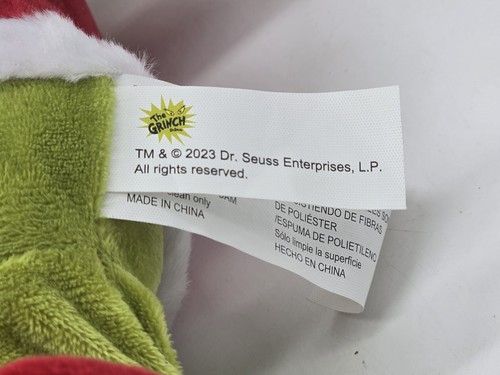 The
GRINCH
TM & © 2023 Dr. Seuss Enterprises, L.P.
All rights reserved.
clean only
MADE IN CHINA
DE FIBRAS
DE POLIÉSTER
/ESPUMA DE POLIETILENO
Sólo limpie la superficie
HECHO EN CHINA